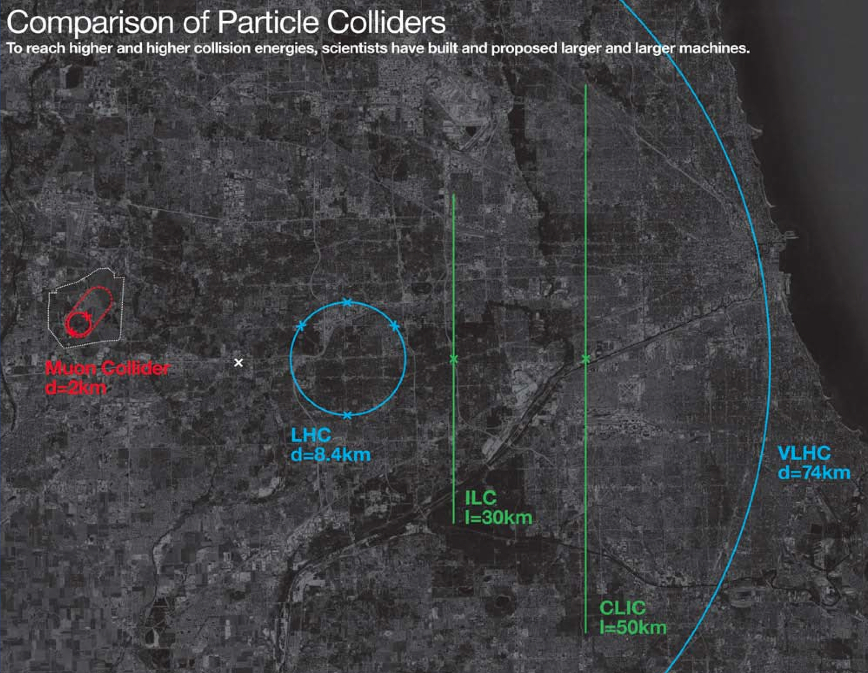 Comparison of Particle Colliders
To reach higher and higher collision energies, scientists have built and proposed larger and larger machines.
Muon Collider
d=2km
LHC
d=8.4km
ILC
l=30km
CLIC
l=50km
VLHC
d=74km